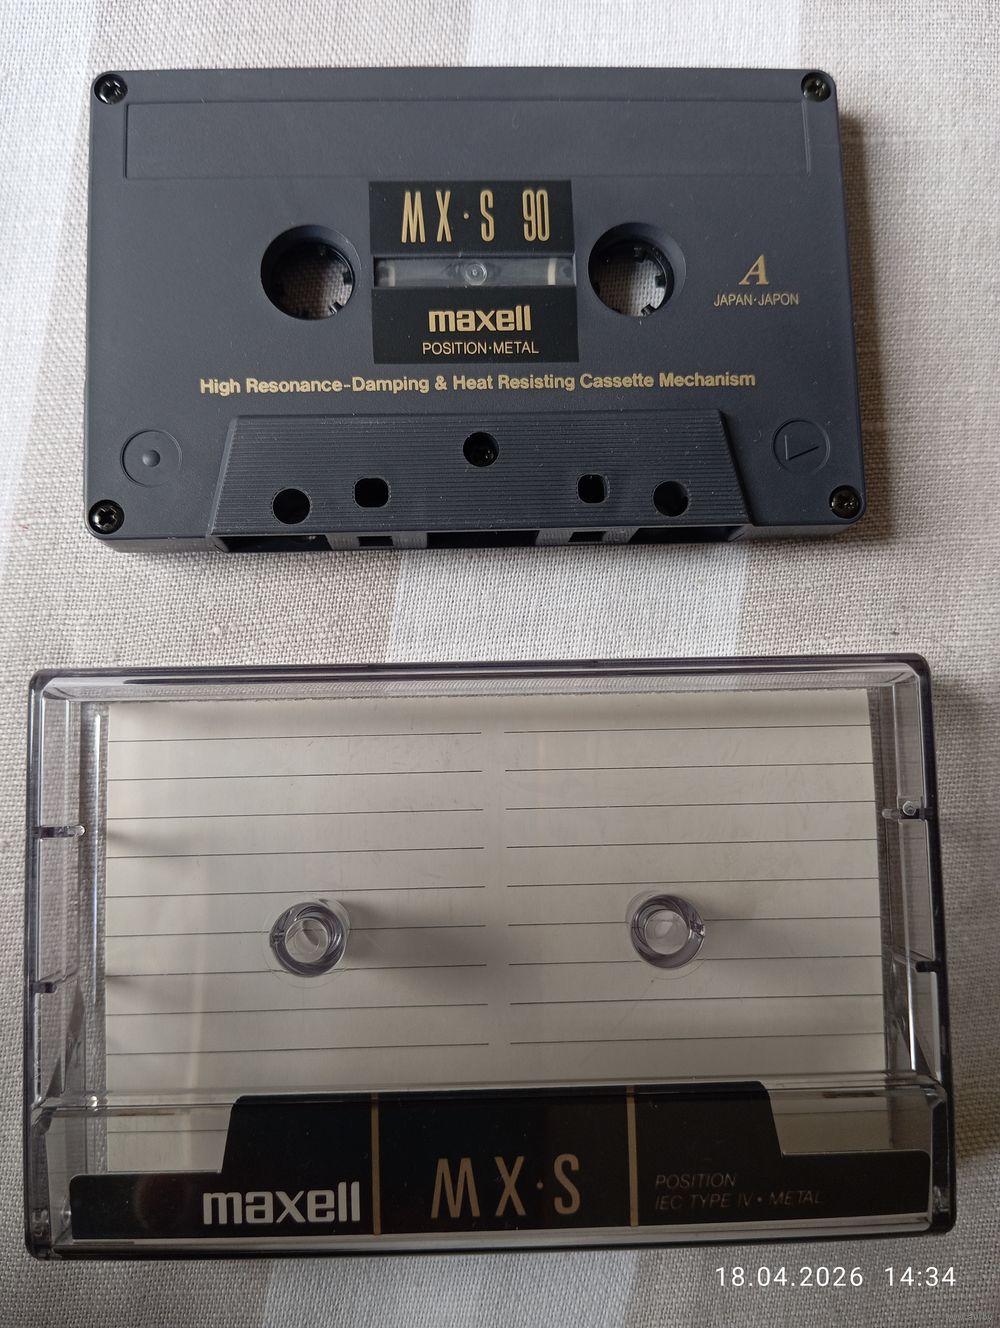 MX·S 90
maxell
POSITION·METAL
A
JAPAN·JAPON
High Resonance-Damping & Heat Resisting Cassette Mechanism
maxell
MX·S
POSITION
IEC TYPE IV • METAL
18.04.2026 14:34